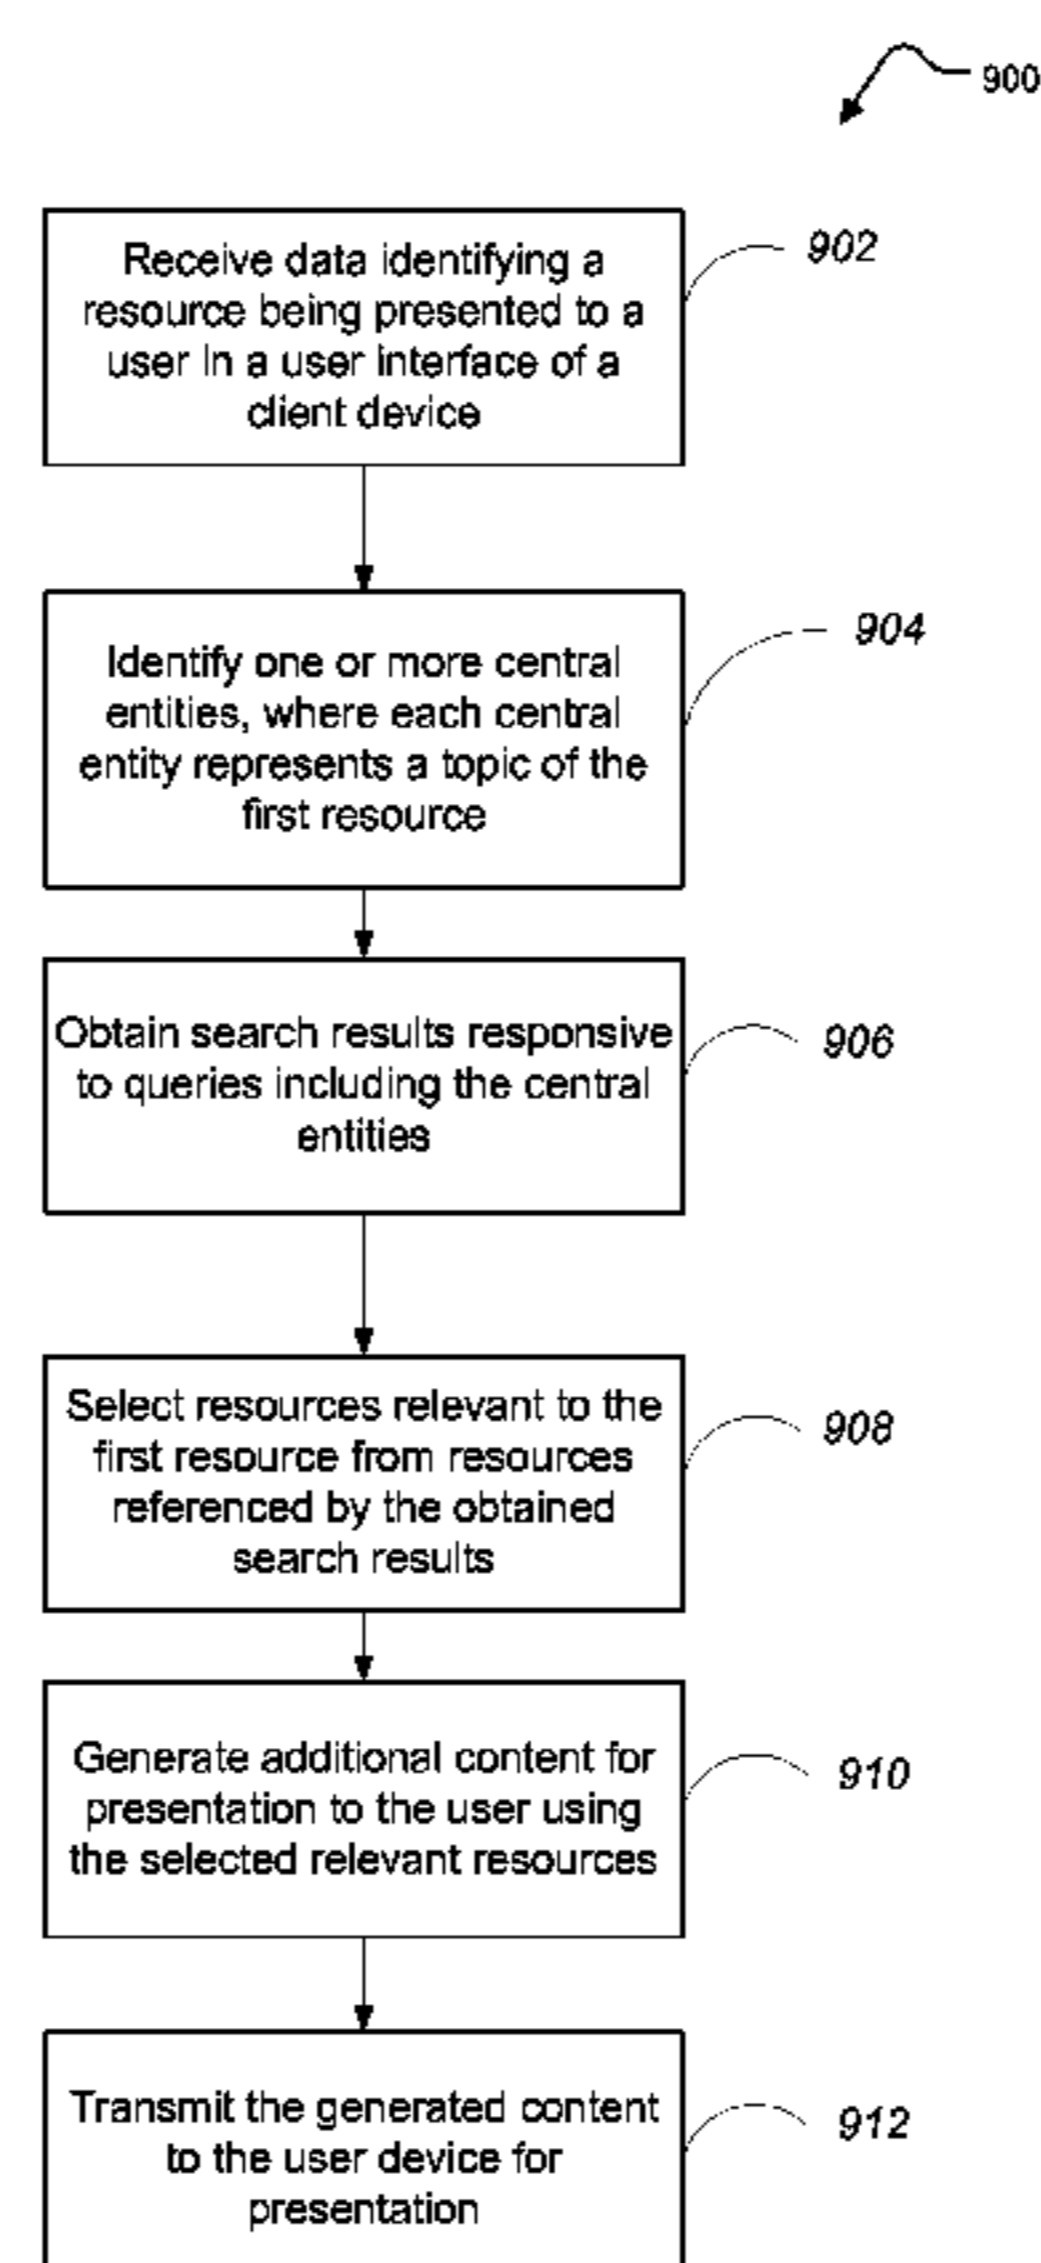 900
Receive data identifying a
resource being presented to a
user in a user interface of a
client device
902
Identify one or more central
entities, where each central
entity represents a topic of the
first resource
904
Obtain search results responsive
to queries including the central
entities
906
Select resources relevant to the
first resource from resources
referenced by the obtained
search results
908
Generate additional content for
presentation to the user using
the selected relevant resources
910
Transmit the generated content
to the user device for
presentation
912